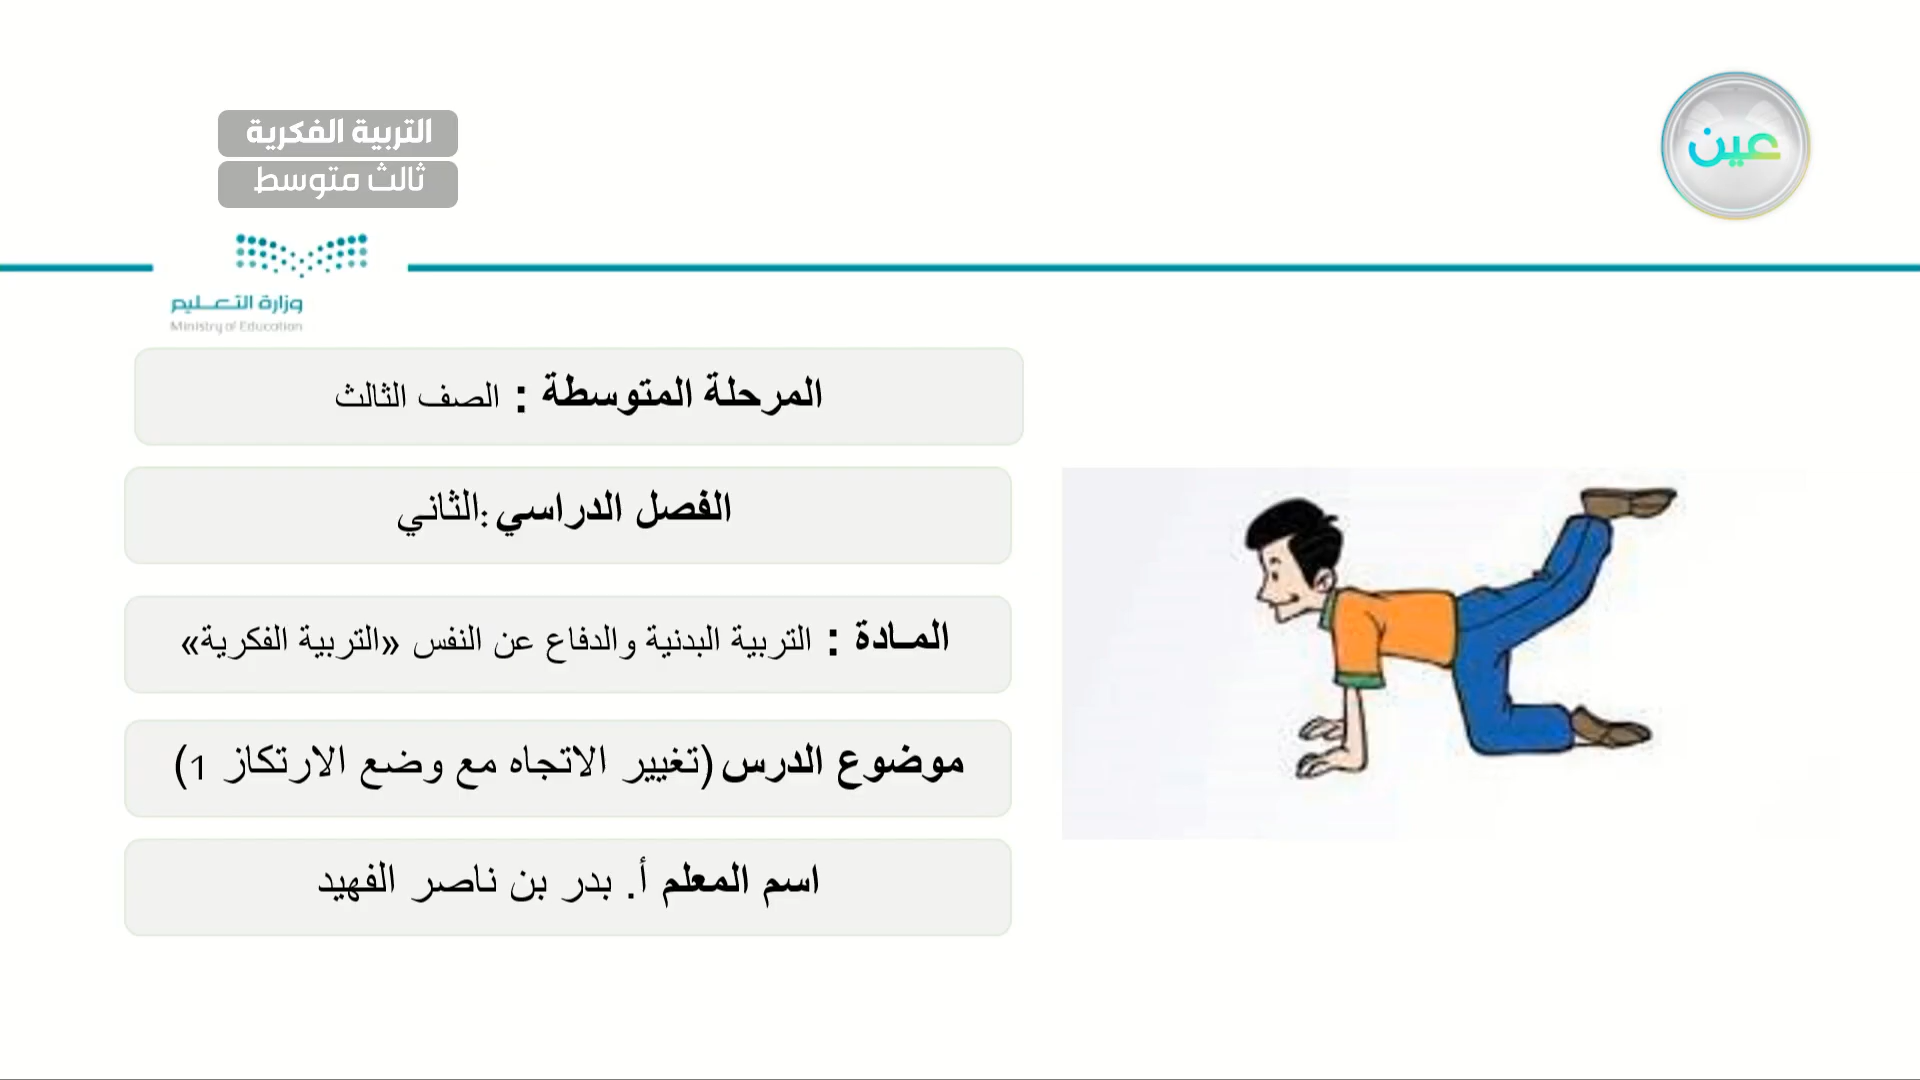 عين
التربية الفكرية
ثالث متوسط
وزارة التعليم
Ministry of Education
المرحلة المتوسطة : الصف الثالث
الفصل الدراسي :الثاني
المـادة : التربية البدنية والدفاع عن النفس «التربية الفكرية»
موضوع الدرس (تغيير الاتجاه مع وضع الارتكاز 1)
اسم المعلم أ. بدر بن ناصر الفهيد